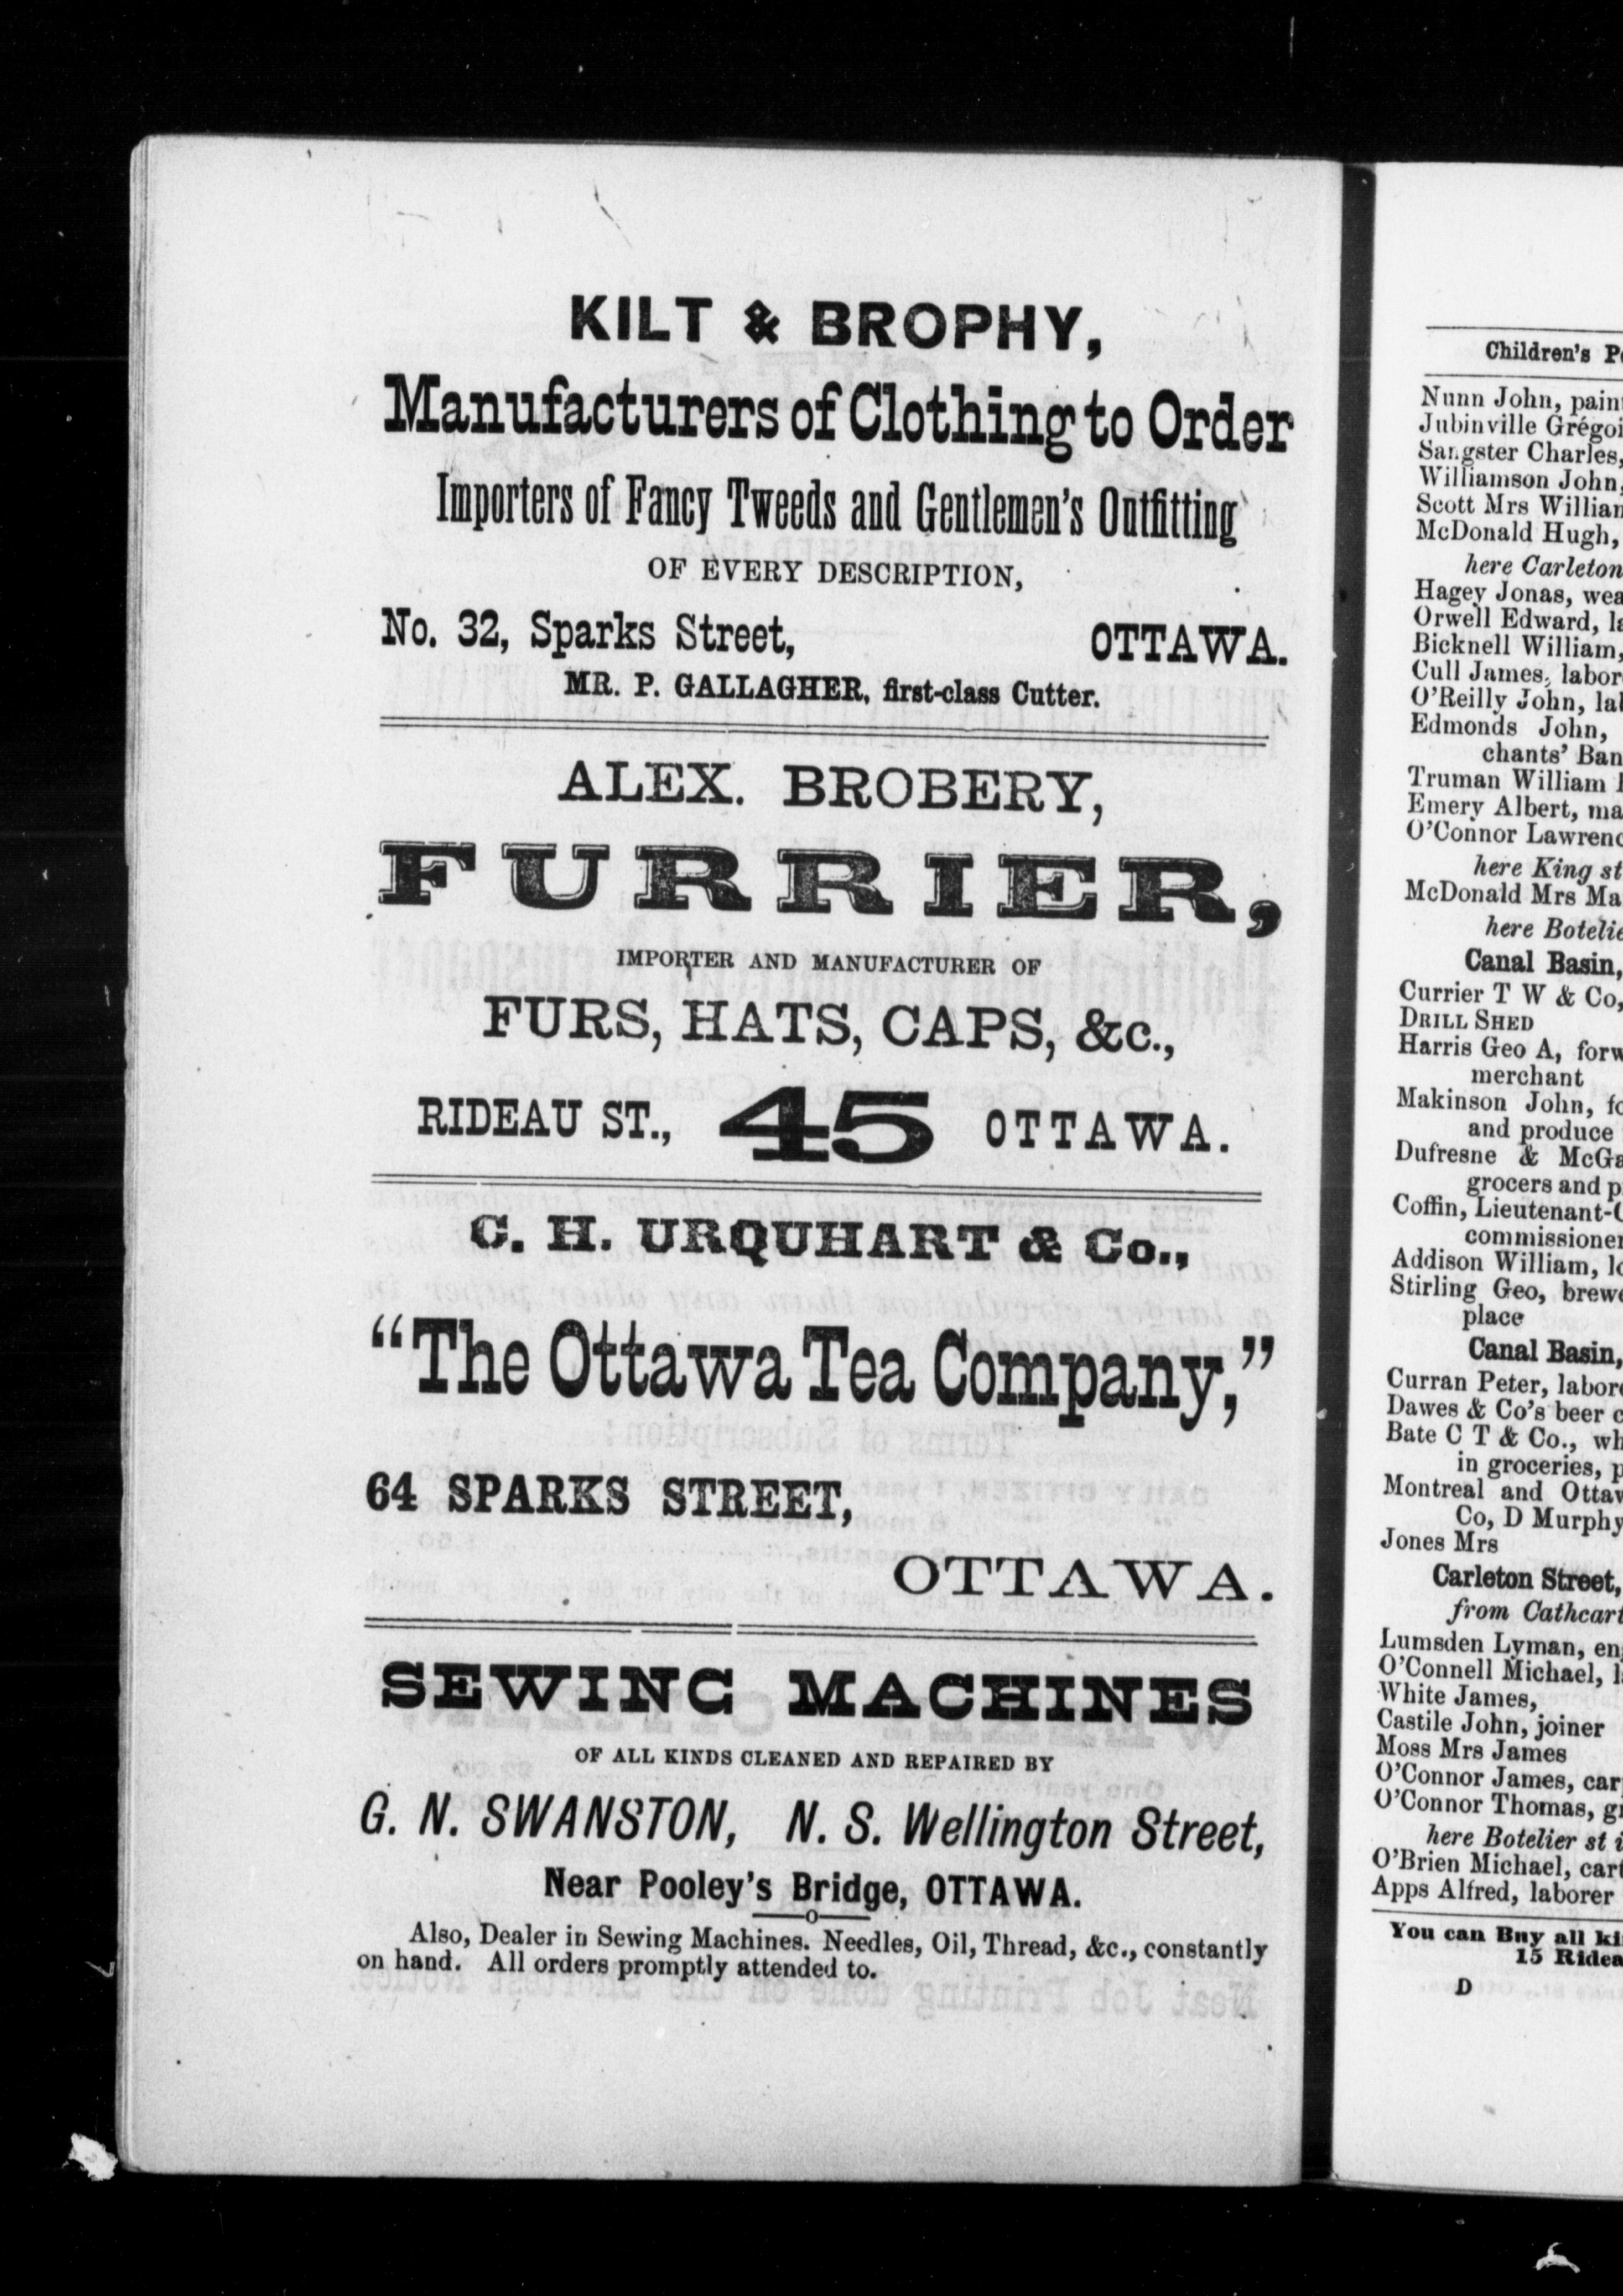 KILT & BROPHY,
Manufacturers of Clothing to Order
Importers of Fancy Tweeds and Gentlemen's Outfitting
OF EVERY DESCRIPTION,
No. 32, Sparks Street, OTTAWA.
MR. P. GALLAGHER, first-class Cutter.
ALEX. BROBERY,
FURRIER,
IMPORTER AND MANUFACTURER OF
FURS, HATS, CAPS, &c.,
RIDEAU ST., 45 OTTAWA.
C. H. URQUHART & Co.,
"The Ottawa Tea Company,"
64 SPARKS STREET,
OTTAWA.
SEWING MACHINES
OF ALL KINDS CLEANED AND REPAIRED BY
G. N. SWANSTON, N. S. Wellington Street,
Near Pooley's Bridge, OTTAWA.
Also, Dealer in Sewing Machines. Needles, Oil, Thread, &c., constantly
on hand. All orders promptly attended to.
Children's
Nunn John,
Jubinville
Sangster Charles,
Williamson John,
Scott Mrs
McDonald Hugh,
here Carleton
Hagey Jonas,
Orwell Edward,
Bicknell William,
Cull James,
O'Reilly John,
Edmonds John,
chants'
Truman William
Emery Albert,
O'Connor
here King st
McDonald Mrs
here
Canal Basin,
Currier T W & Co,
DRILL SHED
Harris Geo A,
merchant
Makinson John,
and produce
Dufresne &
grocers and
Coffin,
Addison William,
Stirling Geo,
place
Canal Basin,
Curran Peter,
Dawes & Co's beer
Bate C T & Co.,
in groceries,
Montreal and
Co, D Murphy
Jones Mrs
Carleton Street,
from
Lumsden Lyman,
O'Connell Michael,
White James,
Castile John, joiner
Moss Mrs James
O'Connor James,
O'Connor Thomas,
here Botelier st
O'Brien Michael,
Apps Alfred, laborer
You can Buy all
15
D